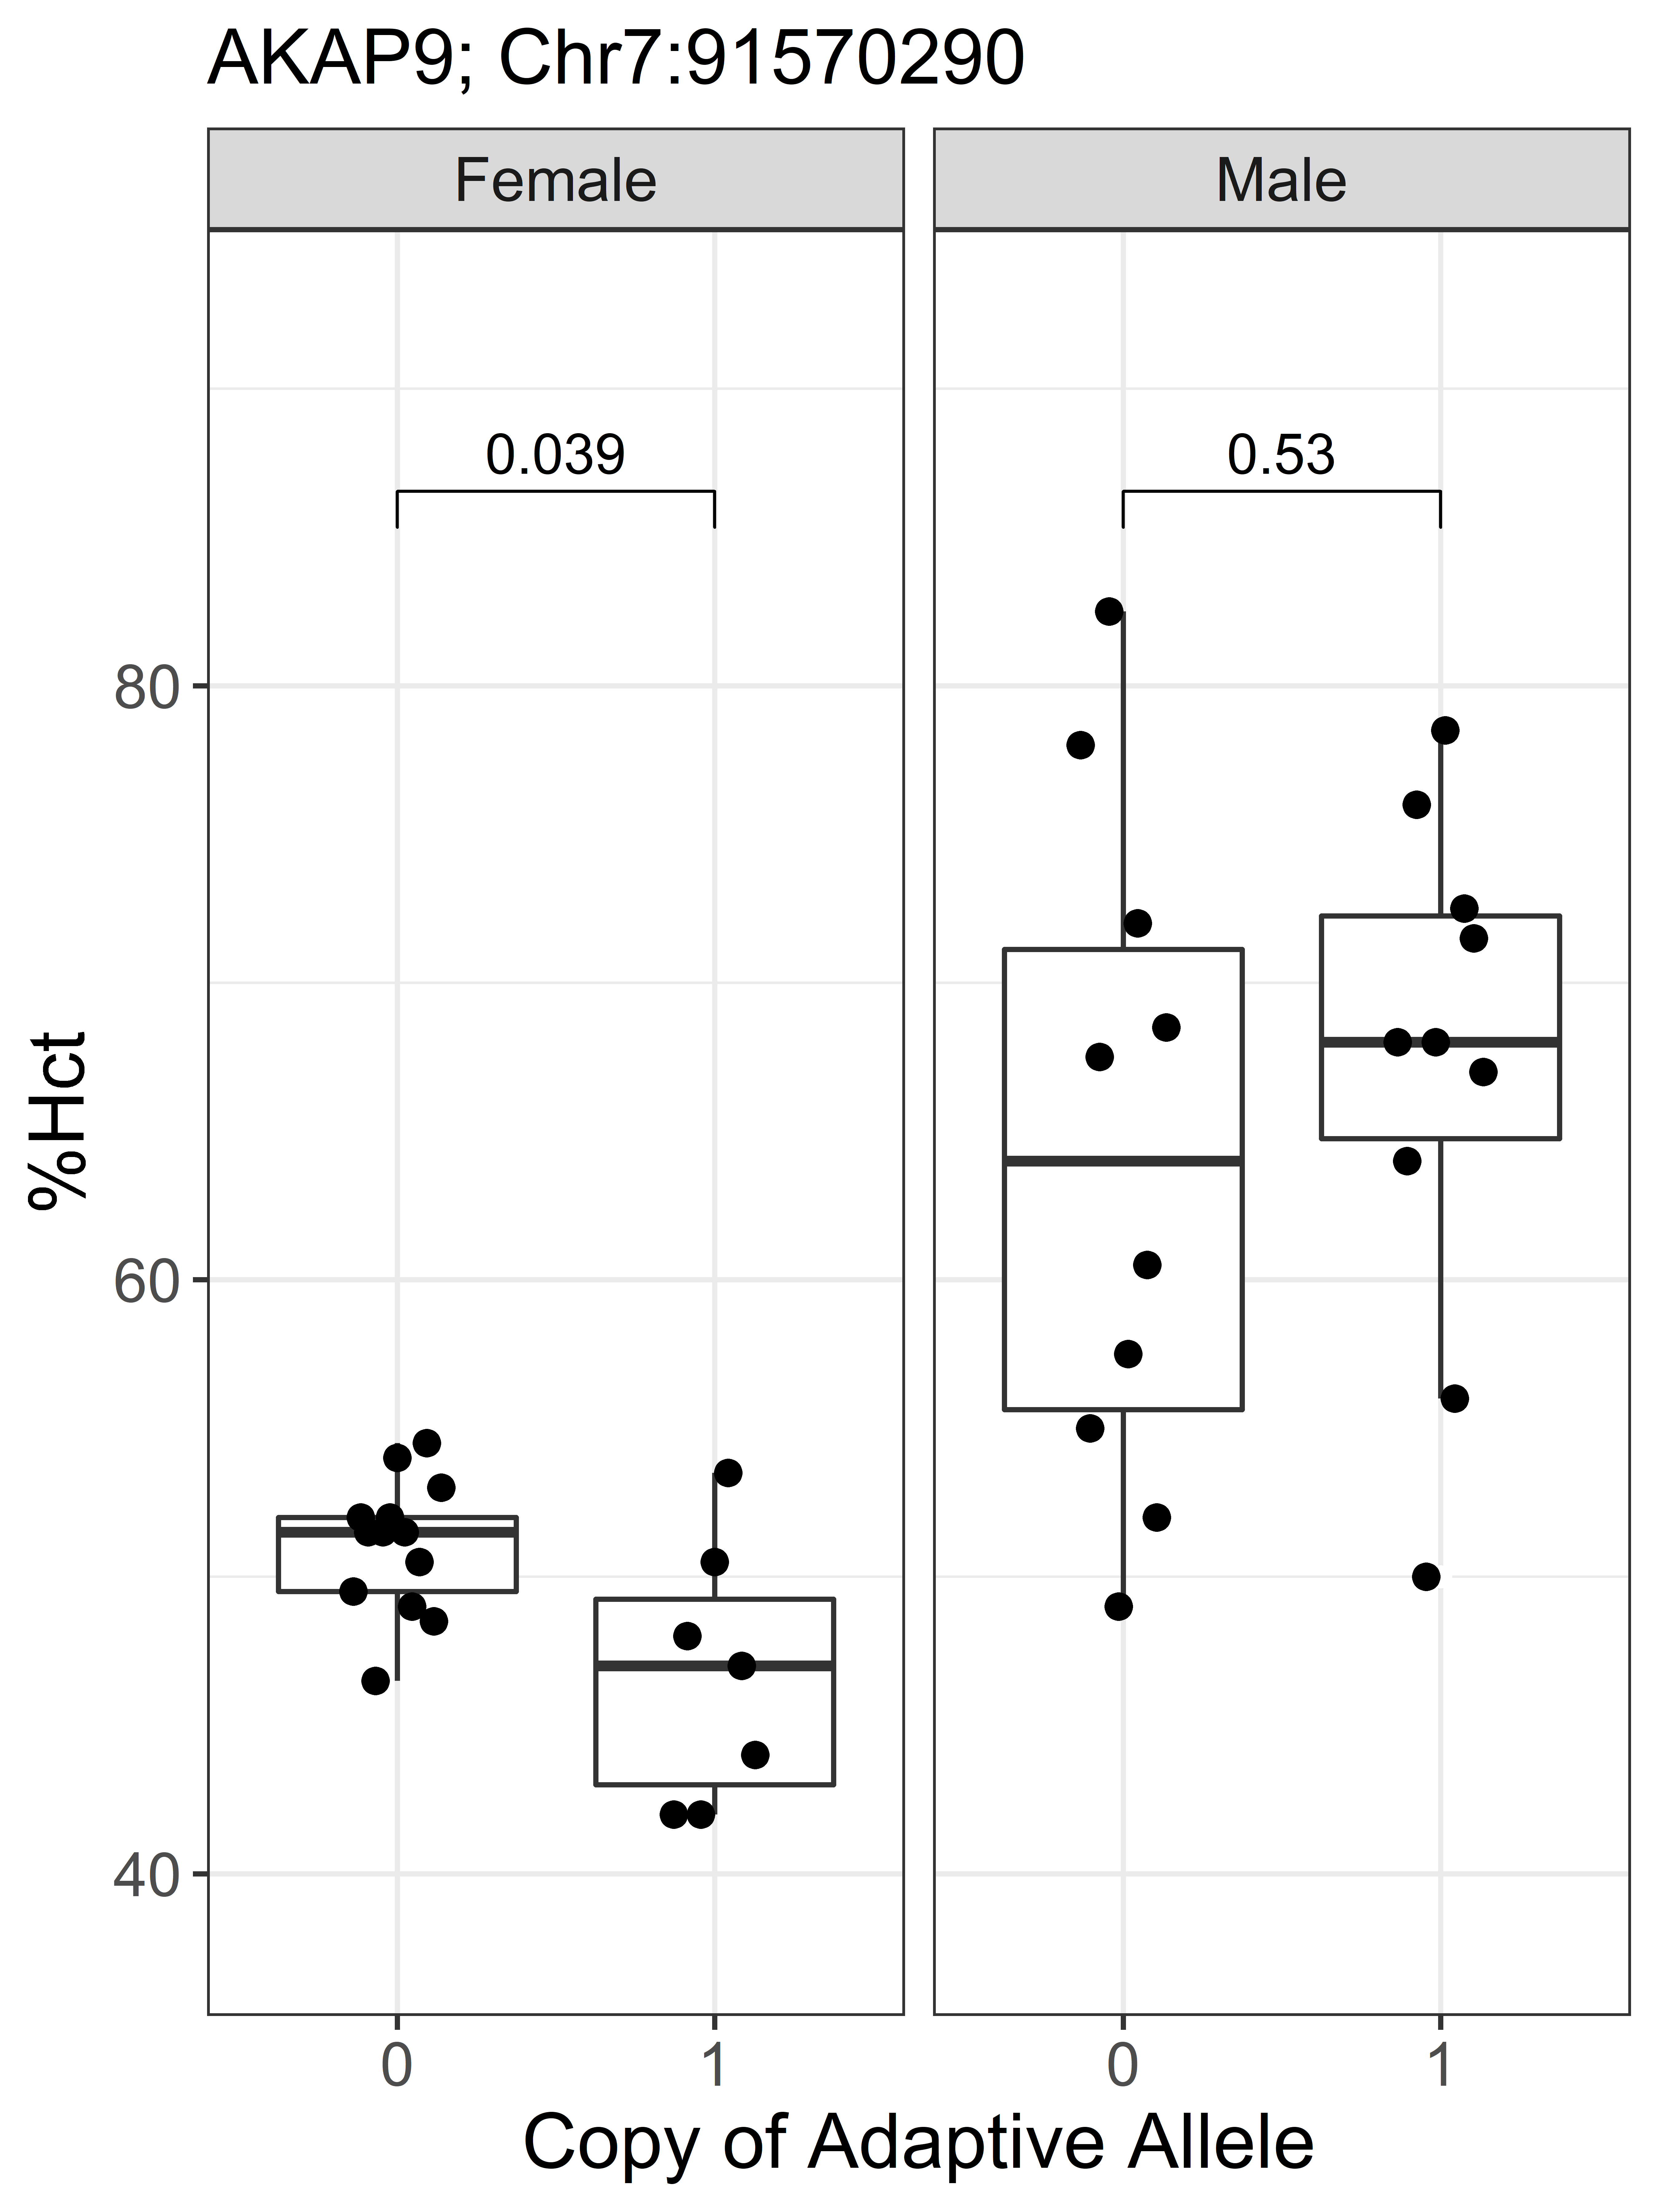 AKAP9; Chr7:91570290
Female
Male
0.039
0.53
80
60
40
%Hct
0
1
0
1
Copy of Adaptive Allele